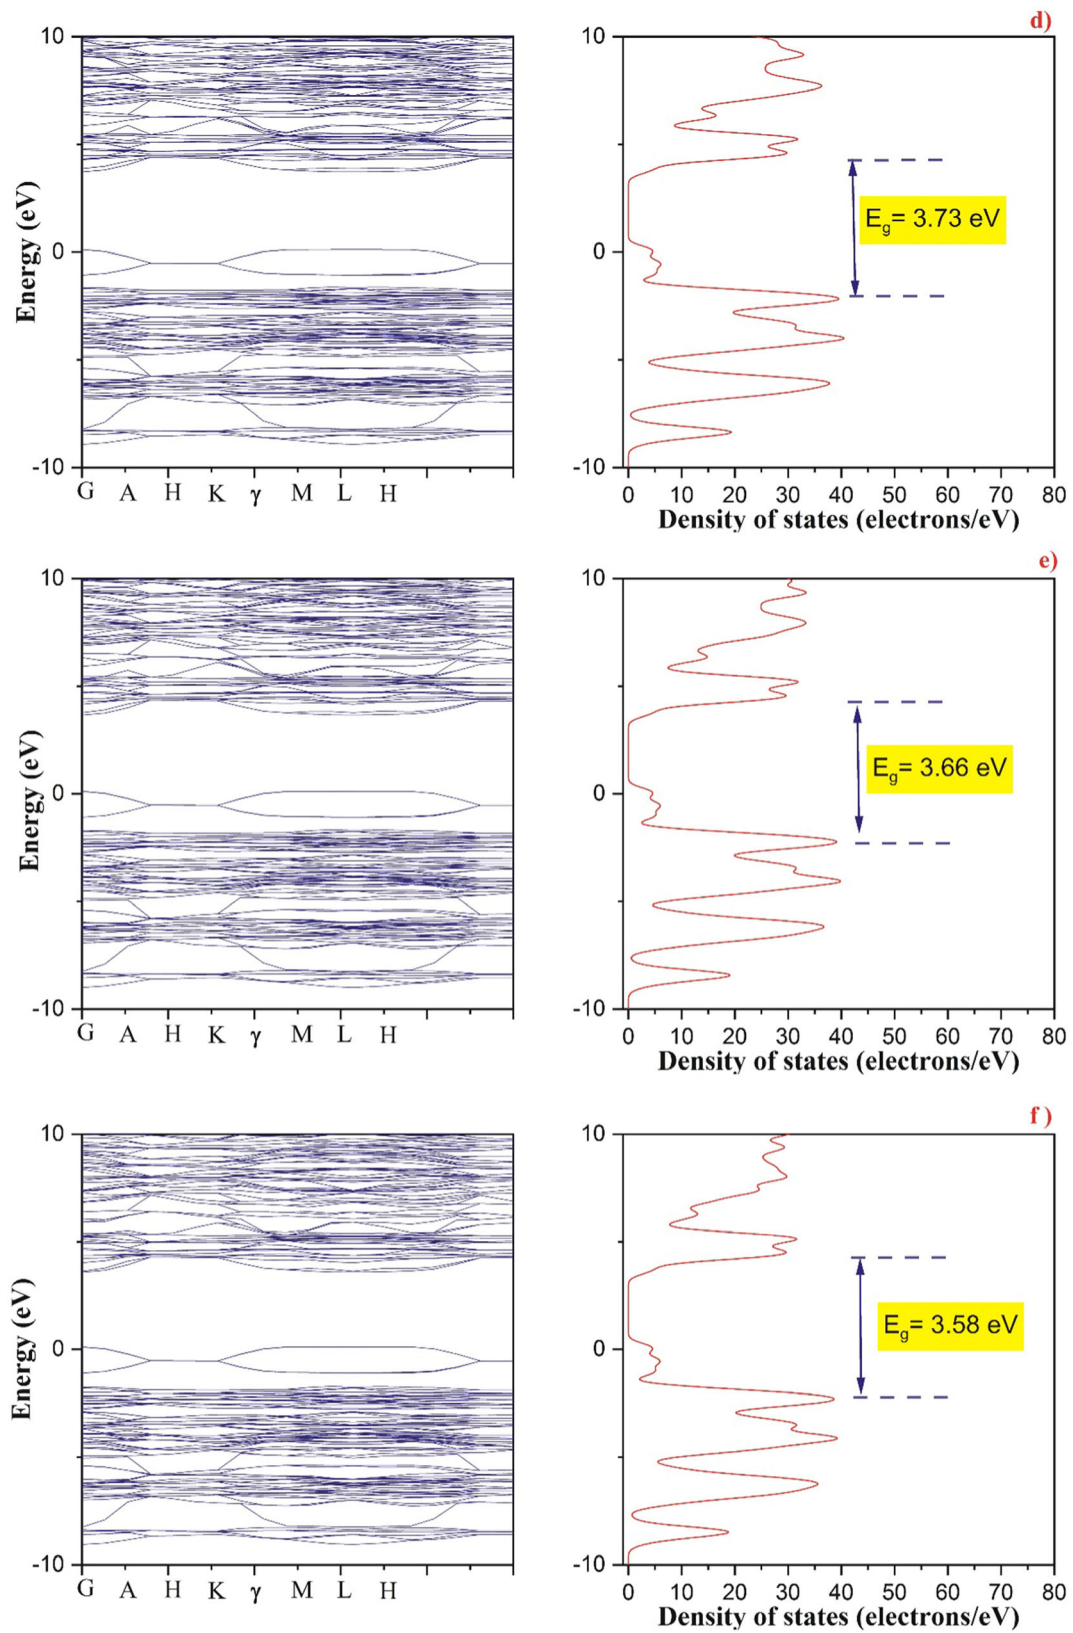 d)
10
0
-10
Energy (eV)
G A H K γ M L H
10
0
-10
E_g= 3.73 eV
0 10 20 30 40 50 60 70 80
Density of states (electrons/eV)
e)
10
0
-10
Energy (eV)
G A H K γ M L H
10
0
-10
E_g= 3.66 eV
0 10 20 30 40 50 60 70 80
Density of states (electrons/eV)
f )
10
0
-10
Energy (eV)
G A H K γ M L H
10
0
-10
E_g= 3.58 eV
0 10 20 30 40 50 60 70 80
Density of states (electrons/eV)